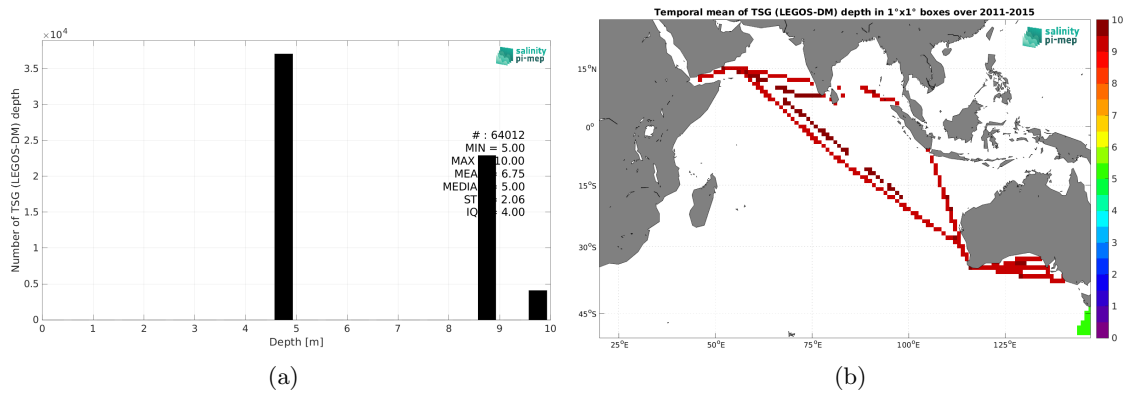 ×10⁴
salinity
pi-mep
3.5
3
2.5
2
1.5
1
0.5
0
Number of TSG (LEGOS-DM) depth
# : 64012
MIN = 5.00
MAX 10.00
MEA = 6.75
MEDIA = 5.00
ST = 2.06
IQ = 4.00
0 1 2 3 4 5 6 7 8 9 10
Depth [m]
(a)
Temporal mean of TSG (LEGOS-DM) depth in 1°x1° boxes over 2011-2015
salinity
pi-mep
15°N
0°
15°S
30°S
45°S
25°E 50°E 75°E 100°E 125°E
10
9
8
7
6
5
4
3
2
1
0
(b)